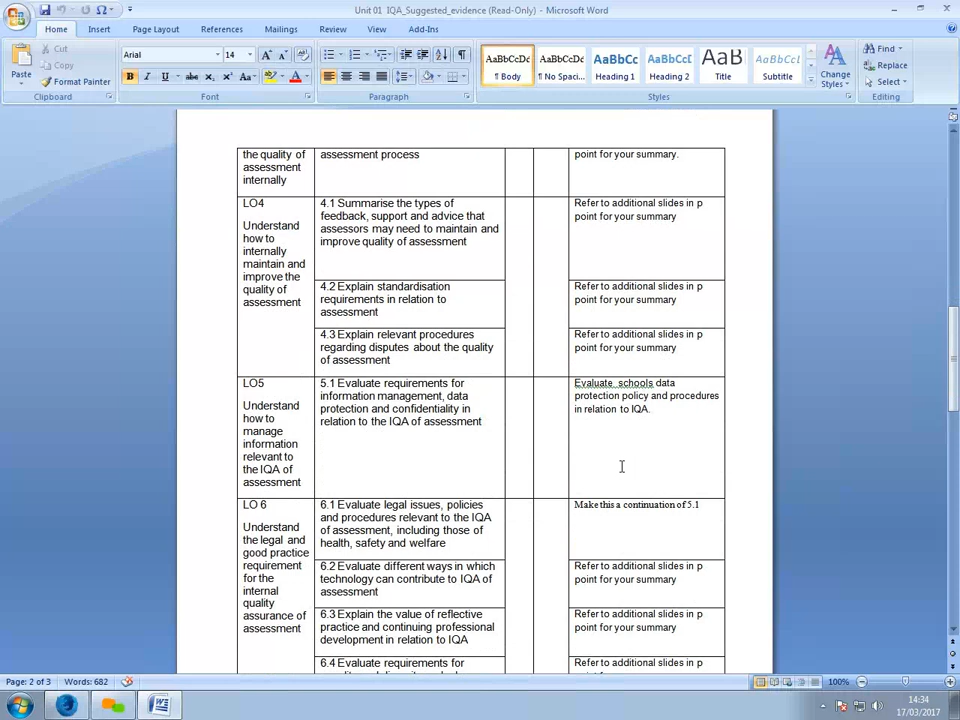 Unit 01  IQA_Suggested_evidence (Read-Only) - Microsoft Word
Home Insert Page Layout References Mailings Review View Add-Ins
Paste
Cut
Copy
Format Painter
Clipboard
Arial 14
Font
Paragraph
AaBbCcDc ¶ Body
AaBbCcDc ¶ No Spaci...
AaBbCc Heading 1
AaBbCcI Heading 2
AaB Title
AaBbCcI Subtitle
Change Styles
Styles
Find
Replace
Select
Editing
the quality of
assessment
internally
assessment process
point for your summary.
LO4
Understand
how to
internally
maintain and
improve the
quality of
assessment
4.1 Summarise the types of
feedback, support and advice that
assessors may need to maintain and
improve quality of assessment
Refer to additional slides in p
point for your summary
4.2 Explain standardisation
requirements in relation to
assessment
Refer to additional slides in p
point for your summary
4.3 Explain relevant procedures
regarding disputes about the quality
of assessment
Refer to additional slides in p
point for your summary
LO5
Understand
how to
manage
information
relevant to
the IQA of
assessment
5.1 Evaluate requirements for
information management, data
protection and confidentiality in
relation to the IQA of assessment
Evaluate  schools data
protection policy and procedures
in relation to IQA.
LO 6
Understand
the legal and
good practice
requirement
for the
internal
quality
assurance of
assessment
6.1 Evaluate legal issues, policies
and procedures relevant to the IQA
of assessment, including those of
health, safety and welfare
Make this a continuation of 5.1
6.2 Evaluate different ways in which
technology can contribute to IQA of
assessment
Refer to additional slides in p
point for your summary
6.3 Explain the value of reflective
practice and continuing professional
development in relation to IQA
Refer to additional slides in p
point for your summary
6.4 Evaluate requirements for
Refer to additional slides in p
Page: 2 of 3 Words: 682
100%
14:34
17/03/2017